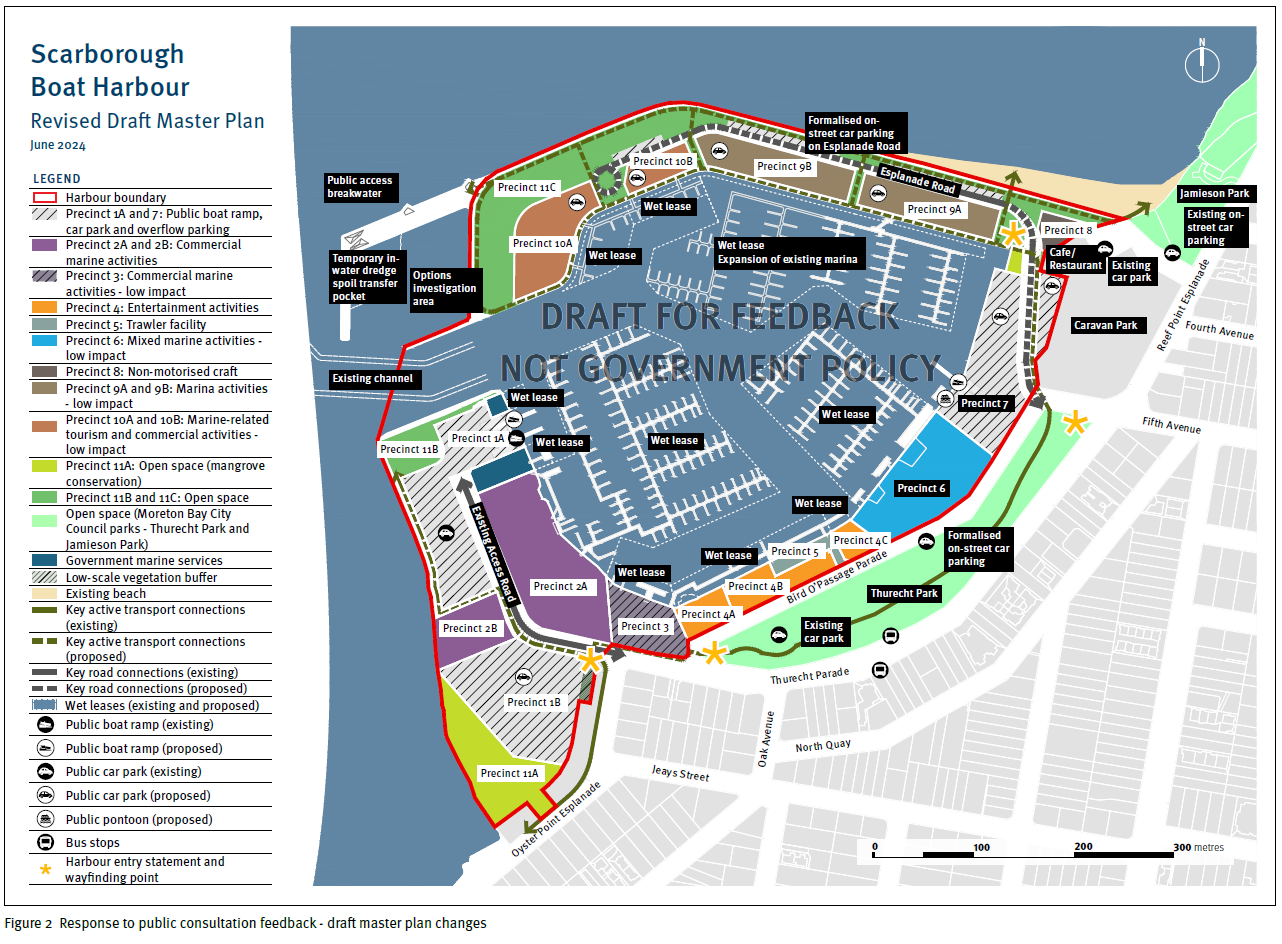 Scarborough
Boat Harbour
Revised Draft Master Plan
June 2024
LEGEND
Harbour boundary
Precinct 1A and 7: Public boat ramp,
car park and overflow parking
Precinct 2A and 2B: Commercial
marine activities
Precinct 3: Commercial marine
activities - low impact
Precinct 4: Entertainment activities
Precinct 5: Trawler facility
Precinct 6: Mixed marine activities -
low impact
Precinct 8: Non-motorised craft
Precinct 9A and 9B: Marina activities
- low impact
Precinct 10A and 10B: Marine-related
tourism and commercial activities -
low impact
Precinct 11A: Open space (mangrove
conservation)
Precinct 11B and 11C: Open space
Open space (Moreton Bay City
Council parks - Thurecht Park and
Jamieson Park)
Government marine services
Low-scale vegetation buffer
Existing beach
Key active transport connections
(existing)
Key active transport connections
(proposed)
Key road connections (existing)
Key road connections (proposed)
Wet leases (existing and proposed)
Public boat ramp (existing)
Public boat ramp (proposed)
Public car park (existing)
Public car park (proposed)
Public pontoon (proposed)
Bus stops
Harbour entry statement and
wayfinding point
N
Formalised on-
street car parking
on Esplanade Road
Precinct 10B
Precinct 9B
Esplanade Road
Precinct 9A
Public access
breakwater
Precinct 11C
Wet lease
Jamieson Park
Existing on-
street car
parking
Precinct 8
Precinct 10A
Wet lease
Wet lease
Expansion of existing marina
Cafe/
Restaurant
Existing
car park
Temporary in-
water dredge
spoil transfer
pocket
Options
investigation
area
DRAFT FOR FEEDBACK
NOT GOVERNMENT POLICY
Caravan Park
Reef Point Esplanade
Fourth Avenue
Existing channel
Wet lease
Precinct 7
Wet lease
Fifth Avenue
Precinct 1A
Wet lease
Wet lease
Precinct 11B
Precinct 6
Wet lease
Existing Access Road
Precinct 4C
Formalised
on-street car
parking
Precinct 5
Wet lease
Bird O'Passage Parade
Wet lease
Precinct 2A
Precinct 4B
Thurecht Park
Precinct 4A
Precinct 2B
Precinct 3
Existing
car park
Thurecht Parade
Precinct 1B
Oak Avenue
North Quay
Precinct 11A
Jeays Street
Oyster Point Esplanade
0 100 200 300 metres
Figure 2 Response to public consultation feedback - draft master plan changes